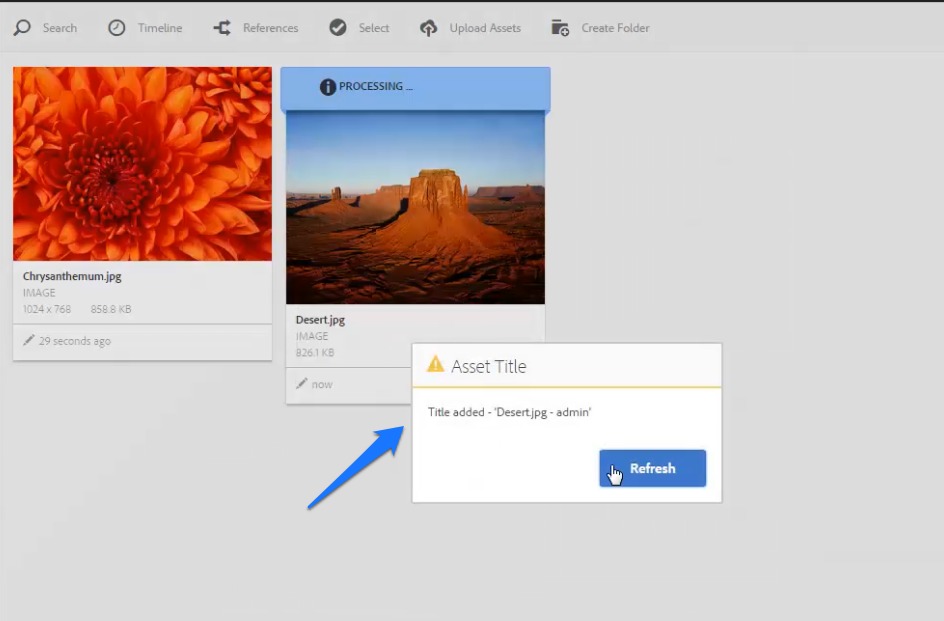 Search Timeline References Select Upload Assets Create Folder
PROCESSING ...
Chrysanthemum.jpg
IMAGE
1024 x 768 858.8 KB
29 seconds ago
Desert.jpg
IMAGE
826.1 KB
now
Asset Title
Title added - 'Desert.jpg - admin'
Refresh